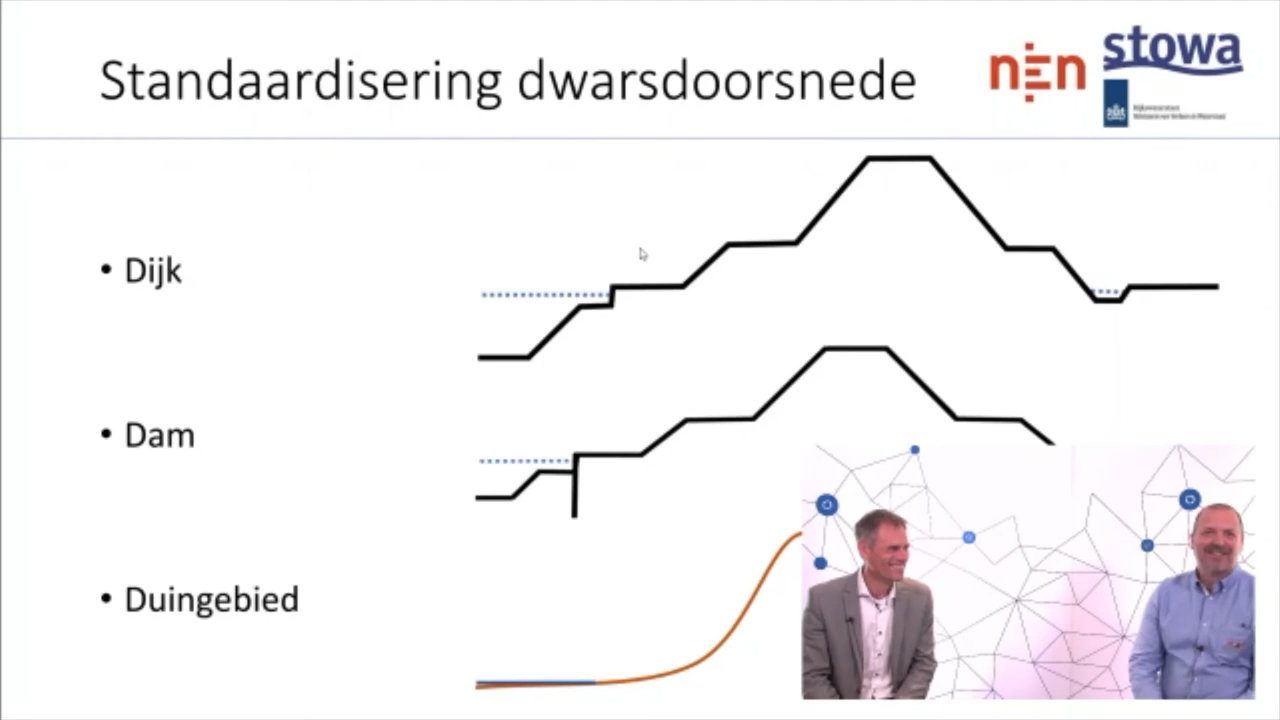 Standaardisering dwarsdoorsnede
nen
stowa
• Dijk
• Dam
• Duingebied